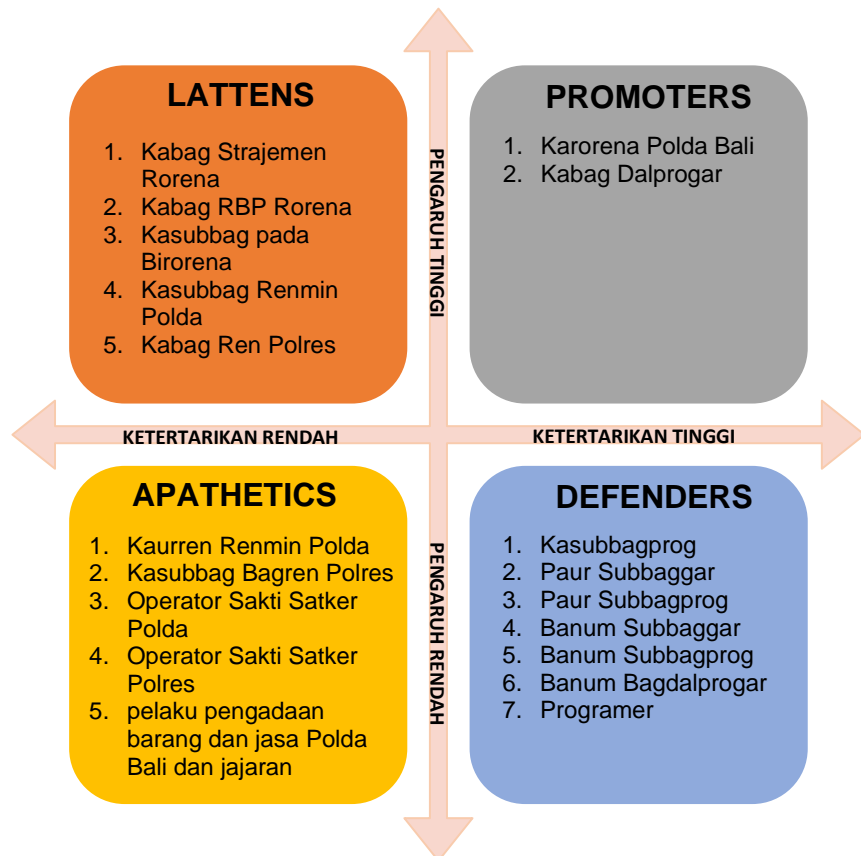 LATTENS
1. Kabag Strajemen
Rorena
2. Kabag RBP Rorena
3. Kasubbag pada
Birorena
4. Kasubbag Renmin
Polda
5. Kabag Ren Polres
PROMOTERS
1. Karorena Polda Bali
2. Kabag Dalprogar
PENGARUH TINGGI
KETERTARIKAN RENDAH
KETERTARIKAN TINGGI
APATHETICS
1. Kaurren Renmin Polda
2. Kasubbag Bagren Polres
3. Operator Sakti Satker
Polda
4. Operator Sakti Satker
Polres
5. pelaku pengadaan
barang dan jasa Polda
Bali dan jajaran
PENGARUH RENDAH
DEFENDERS
1. Kasubbagprog
2. Paur Subbaggar
3. Paur Subbagprog
4. Banum Subbaggar
5. Banum Subbagprog
6. Banum Bagdalprogar
7. Programer